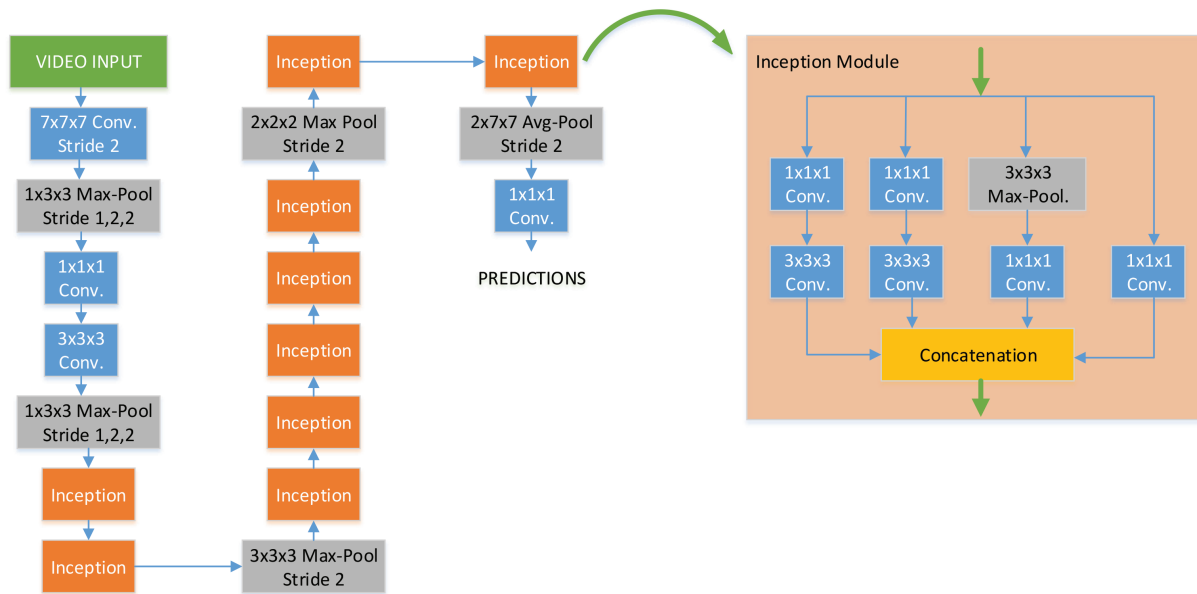 VIDEO INPUT
7x7x7 Conv.
Stride 2
1x3x3 Max-Pool
Stride 1,2,2
1x1x1
Conv.
3x3x3
Conv.
1x3x3 Max-Pool
Stride 1,2,2
Inception
Inception
3x3x3 Max-Pool
Stride 2
Inception
Inception
Inception
Inception
Inception
2x2x2 Max Pool
Stride 2
Inception
Inception
2x7x7 Avg-Pool
Stride 2
1x1x1
Conv.
PREDICTIONS
Inception Module
1x1x1
Conv.
3x3x3
Conv.
1x1x1
Conv.
3x3x3
Conv.
3x3x3
Max-Pool.
1x1x1
Conv.
1x1x1
Conv.
Concatenation